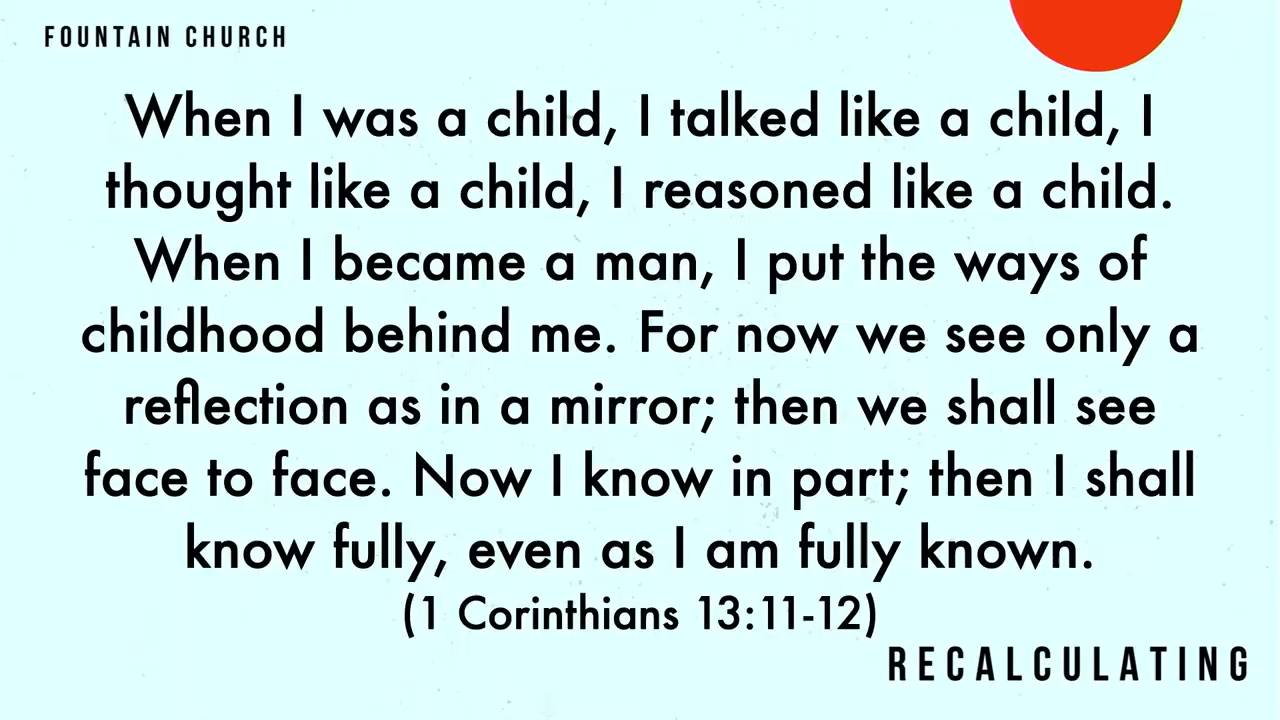 FOUNTAIN CHURCH
When I was a child, I talked like a child, I
thought like a child, I reasoned like a child.
When I became a man, I put the ways of
childhood behind me. For now we see only a
reflection as in a mirror; then we shall see
face to face. Now I know in part; then I shall
know fully, even as I am fully known.
(1 Corinthians 13:11-12)
RECALCULATING